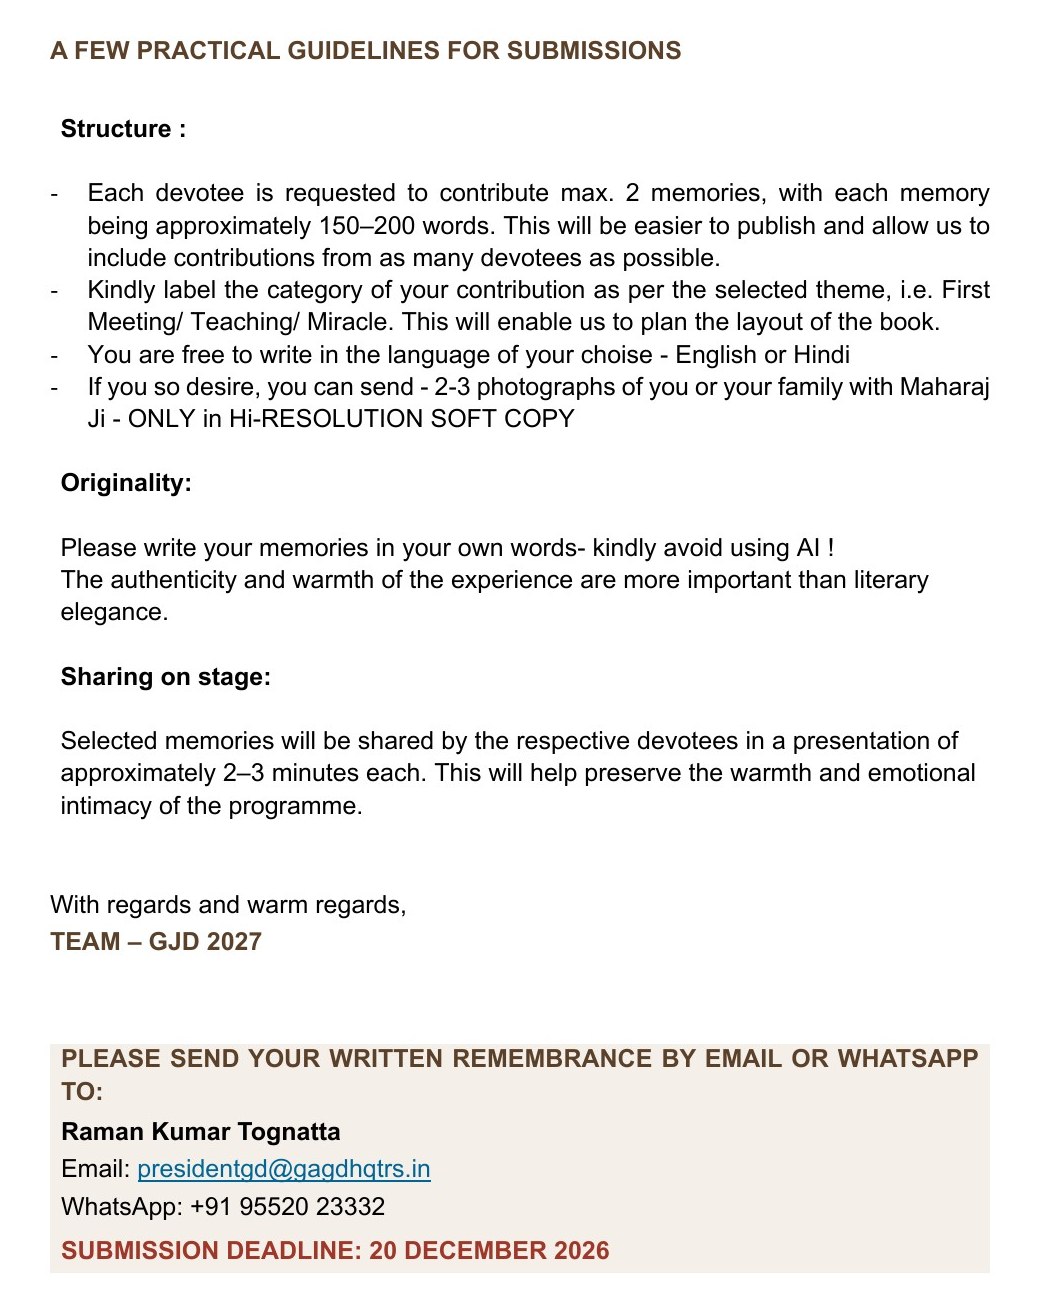 A FEW PRACTICAL GUIDELINES FOR SUBMISSIONS
Structure :
- Each devotee is requested to contribute max. 2 memories, with each memory
being approximately 150–200 words. This will be easier to publish and allow us to
include contributions from as many devotees as possible.
- Kindly label the category of your contribution as per the selected theme, i.e. First
Meeting/ Teaching/ Miracle. This will enable us to plan the layout of the book.
- You are free to write in the language of your choise - English or Hindi
- If you so desire, you can send - 2-3 photographs of you or your family with Maharaj
Ji - ONLY in Hi-RESOLUTION SOFT COPY
Originality:
Please write your memories in your own words- kindly avoid using AI !
The authenticity and warmth of the experience are more important than literary
elegance.
Sharing on stage:
Selected memories will be shared by the respective devotees in a presentation of
approximately 2–3 minutes each. This will help preserve the warmth and emotional
intimacy of the programme.
With regards and warm regards,
TEAM – GJD 2027
PLEASE SEND YOUR WRITTEN REMEMBRANCE BY EMAIL OR WHATSAPP
TO:
Raman Kumar Tognatta
Email: presidentgd@gagdhqtrs.in
WhatsApp: +91 95520 23332
SUBMISSION DEADLINE: 20 DECEMBER 2026